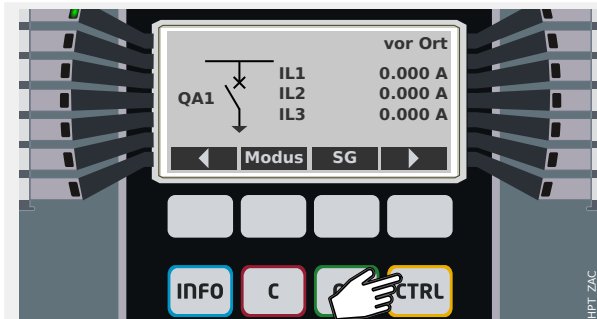 vor Ort
IL1 0.000 A
QA1 IL2 0.000 A
IL3 0.000 A
Modus SG
INFO C CTRL
HPT ZAC